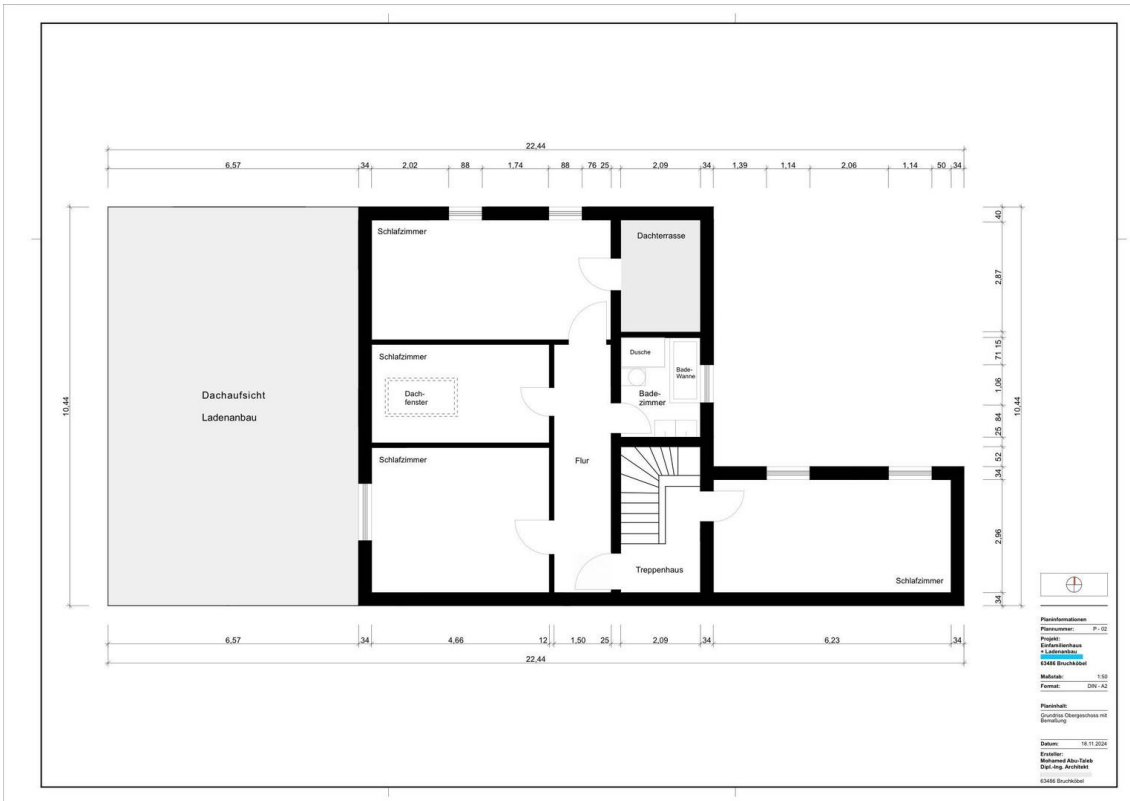 22,44
6,57
34
2,02
88
1,74
88
76
25
2,09
34
1,39
1,14
2,06
1,14
50
34
10,44
Schlafzimmer
Dachterrasse
40
2,87
15
71
1,06
84
25
52
34
2,96
34
10,44
Schlafzimmer
Dach-
fenster
Dusche
Bade-
Wanne
Bade-
zimmer
Dachaufsicht
Ladenanbau
Schlafzimmer
Flur
Treppenhaus
Schlafzimmer
6,57
34
4,66
12
1,50
25
2,09
34
6,23
34
22,44
Planinformationen
Plannummer: P - 02
Projekt:
Einfamilienhaus
+ Ladenanbau
63486 Bruchköbel
Maßstab: 1:50
Format: DIN - A2
Planinhalt:
Grundriss Obergeschoss mit
Bemaßung
Datum: 18.11.2024
Ersteller:
Mohamed Abu-Taleb
Dipl.-Ing. Architekt
63486 Bruchköbel